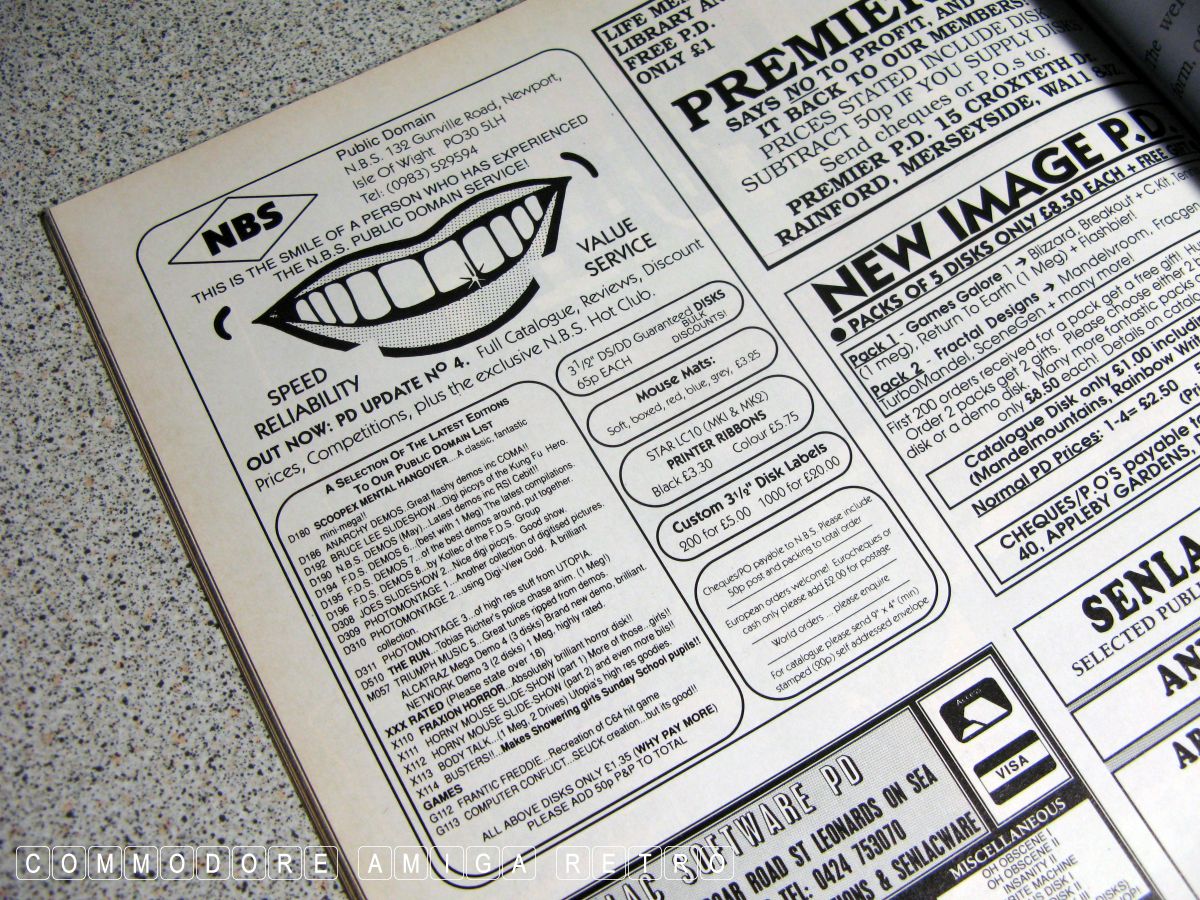 Public Domain
N.B.S. 132 Gunville Road, Newport,
Isle Of Wight PO30 5LH
Tel: (0983) 529594
NBS
THIS IS THE SMILE OF A PERSON WHO HAS EXPERIENCED
THE N.B.S. PUBLIC DOMAIN SERVICE!
VALUE
SERVICE
SPEED
RELIABILITY
OUT NOW: PD UPDATE Nº 4. Full Catalogue, Reviews, Discount
Prices, Competitions, plus the exclusive N.B.S. Hot Club.
A SELECTION OF THE LATEST EDITIONS
TO OUR PUBLIC DOMAIN LIST
D180 SCOOPEX MENTAL HANGOVER...A classic, fantastic
mini-mega!!
D186 ANARCHY DEMOS..Great flashy demos inc COMA!!
D192 BRUCE LEE SLIDESHOW...Digi piccys of the Kung Fu Hero.
D190 N.B.S. DEMOS (May)...Latest demos inc RSI Cebit!!
D194 F.D.S. DEMOS 6...(best with 1 Meg) The latest compilations.
D195 F.D.S. DEMOS 7...of the best demos around, put together.
D196 F.D.S. DEMOS 8...by Kollec of the F.D.S. Group
D308 JOES SLIDESHOW 2...Nice digi piccys. Good show.
D309 PHOTOMONTAGE 1...Another collection of digitised pictures.
D310 PHOTOMONTAGE 2...using Digi-View Gold. A brilliant
collection.
D311 PHOTOMONTAGE 3...of high res stuff from UTOPIA
D510 THE RUN...Tobias Richter's police chase anim. (1 Meg!)
M057 TRIUMPH MUSIC 5...Great tunes ripped from demos.
ALCATRAZ Mega Demo 4 (3 disks) Brand new demo, brilliant.
NETWORK Demo 3 (2 disks) 1 Meg, highly rated
XXX RATED (Please state over 18)
X110 FRAXION HORROR...Absolutely brilliant horror disk!!
X111 HORNY MOUSE SLIDE-SHOW (part 1) More of those...girls!!
X112 HORNY MOUSE SLIDE-SHOW (part 2) and even more bits!!
X113 BODY TALK...(1 Meg, 2 Drives) Utopia's high res goodies.
X114 BUSTERS!!...Makes Showering girls Sunday School pupils!!
GAMES
G112 FRANTIC FREDDIE...Recreation of C64 hit game
G113 COMPUTER CONFLICT...SEUCK creation...but its good!!
ALL ABOVE DISKS ONLY £1.35 (WHY PAY MORE)
PLEASE ADD 50p P&P TO TOTAL
3 1/2" DS/DD Guaranteed DISKS
65p EACH BULK DISCOUNTS!
Mouse Mats:
Soft, boxed, red, blue, grey, £3.25
STAR LC10 (MK1 & MK2)
PRINTER RIBBONS
Black £3.30 Colour £5.75
Custom 3 1/2" Disk Labels
200 for £5.00 1000 for £20.00
Cheques/PO payable to N.B.S. Please include
50p post and packing to total order
European orders welcome! Eurocheques or
cash only please add £2.00 for postage
World orders ... please enquire
For catalogue please send 9" x 4" (min)
stamped (20p) self addressed envelope
LIFE
LIBRARY
FREE P.D.
ONLY £1
PREMIER
SAYS NO TO PROFIT, AND
IT BACK TO OUR MEMBERS
PRICES STATED INCLUDE DISK
SUBTRACT 50p IF YOU SUPPLY DISKS
Send cheques or P.O.s to:
PREMIER P.D. 15 CROXTETH
RAINFORD, MERSEYSIDE, WA11
NEW IMAGE P.D.
PACKS OF 5 DISKS ONLY £8.50 EACH + FREE
Pack 1 - Games Galore → Blizzard, Breakout + C Kit,
(1 meg), Return To Earth (1 Meg) + Flashbier!
Pack 2 - Fractal Designs → Mandelvroom, Fracgen
TurboMandel, SceneGen + many more!
First 200 orders received for a pack get a free gift!
Order 2 packs get 2 gifts. Please choose either 2
disk or a demo disk. Many more fantastic packs
only £8.50 each! Details on
Catalogue Disk only £1.00
(Mandelmountains, Rainbow
Normal PD Prices: 1-4= £2.50
CHEQUES/P.O's payable to
40, APPLEBY GARDENS,
SENLA
SELECTED
SOFTWARE PD
ROAD ST LEONARDS ON SEA
TEL: 0424 753070
& SENLACWARE
Access
VISA
MISCELLANEOUS
OH OBSCENE I
OH OBSCENE II
INSANITY II
COMMODORE AMIGA RETRO